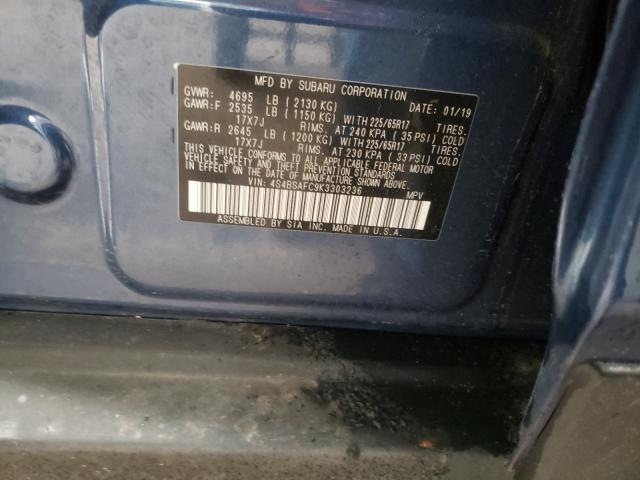 MFD BY SUBARU CORPORATION
GVWR: 4695 LB (2130 KG) DATE: 01/19
GAWR:F 2535 LB (1150 KG) WITH 225/65R17 TIRES.
17X7J RIMS. AT 240 KPA (35 PSI) COLD
GAWR:R 2645 LB (1200 KG) WITH 225/65R17 TIRES.
17X7J RIMS. AT 230 KPA (33 PSI) COLD
THIS VEHICLE CONFORMS TO ALL APPLICABLE FEDERAL MOTOR
VEHICLE SAFETY AND THEFT PREVENTION STANDARDS
IN EFFECT ON THE DATE OF MANUFACTURE SHOWN ABOVE.
VIN: 4S4BSAFC9K3303236 MPV
ASSEMBLED BY SIA INC. MADE IN U.S.A.